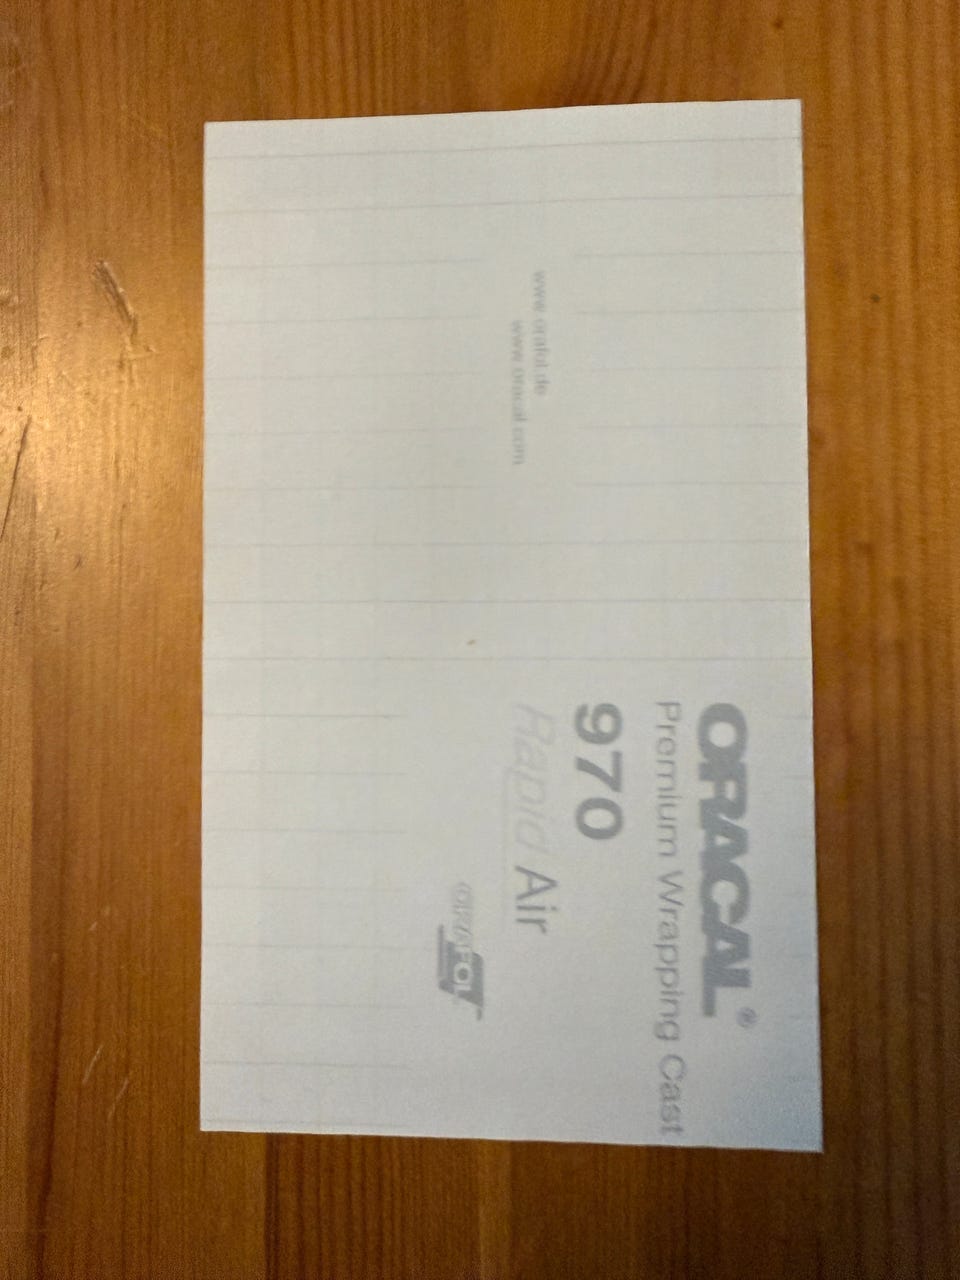 ORACAL®
Premium Wrapping Cast
970
Rapid Air
ORAFOL
www.orafol.de
www.oracal.com